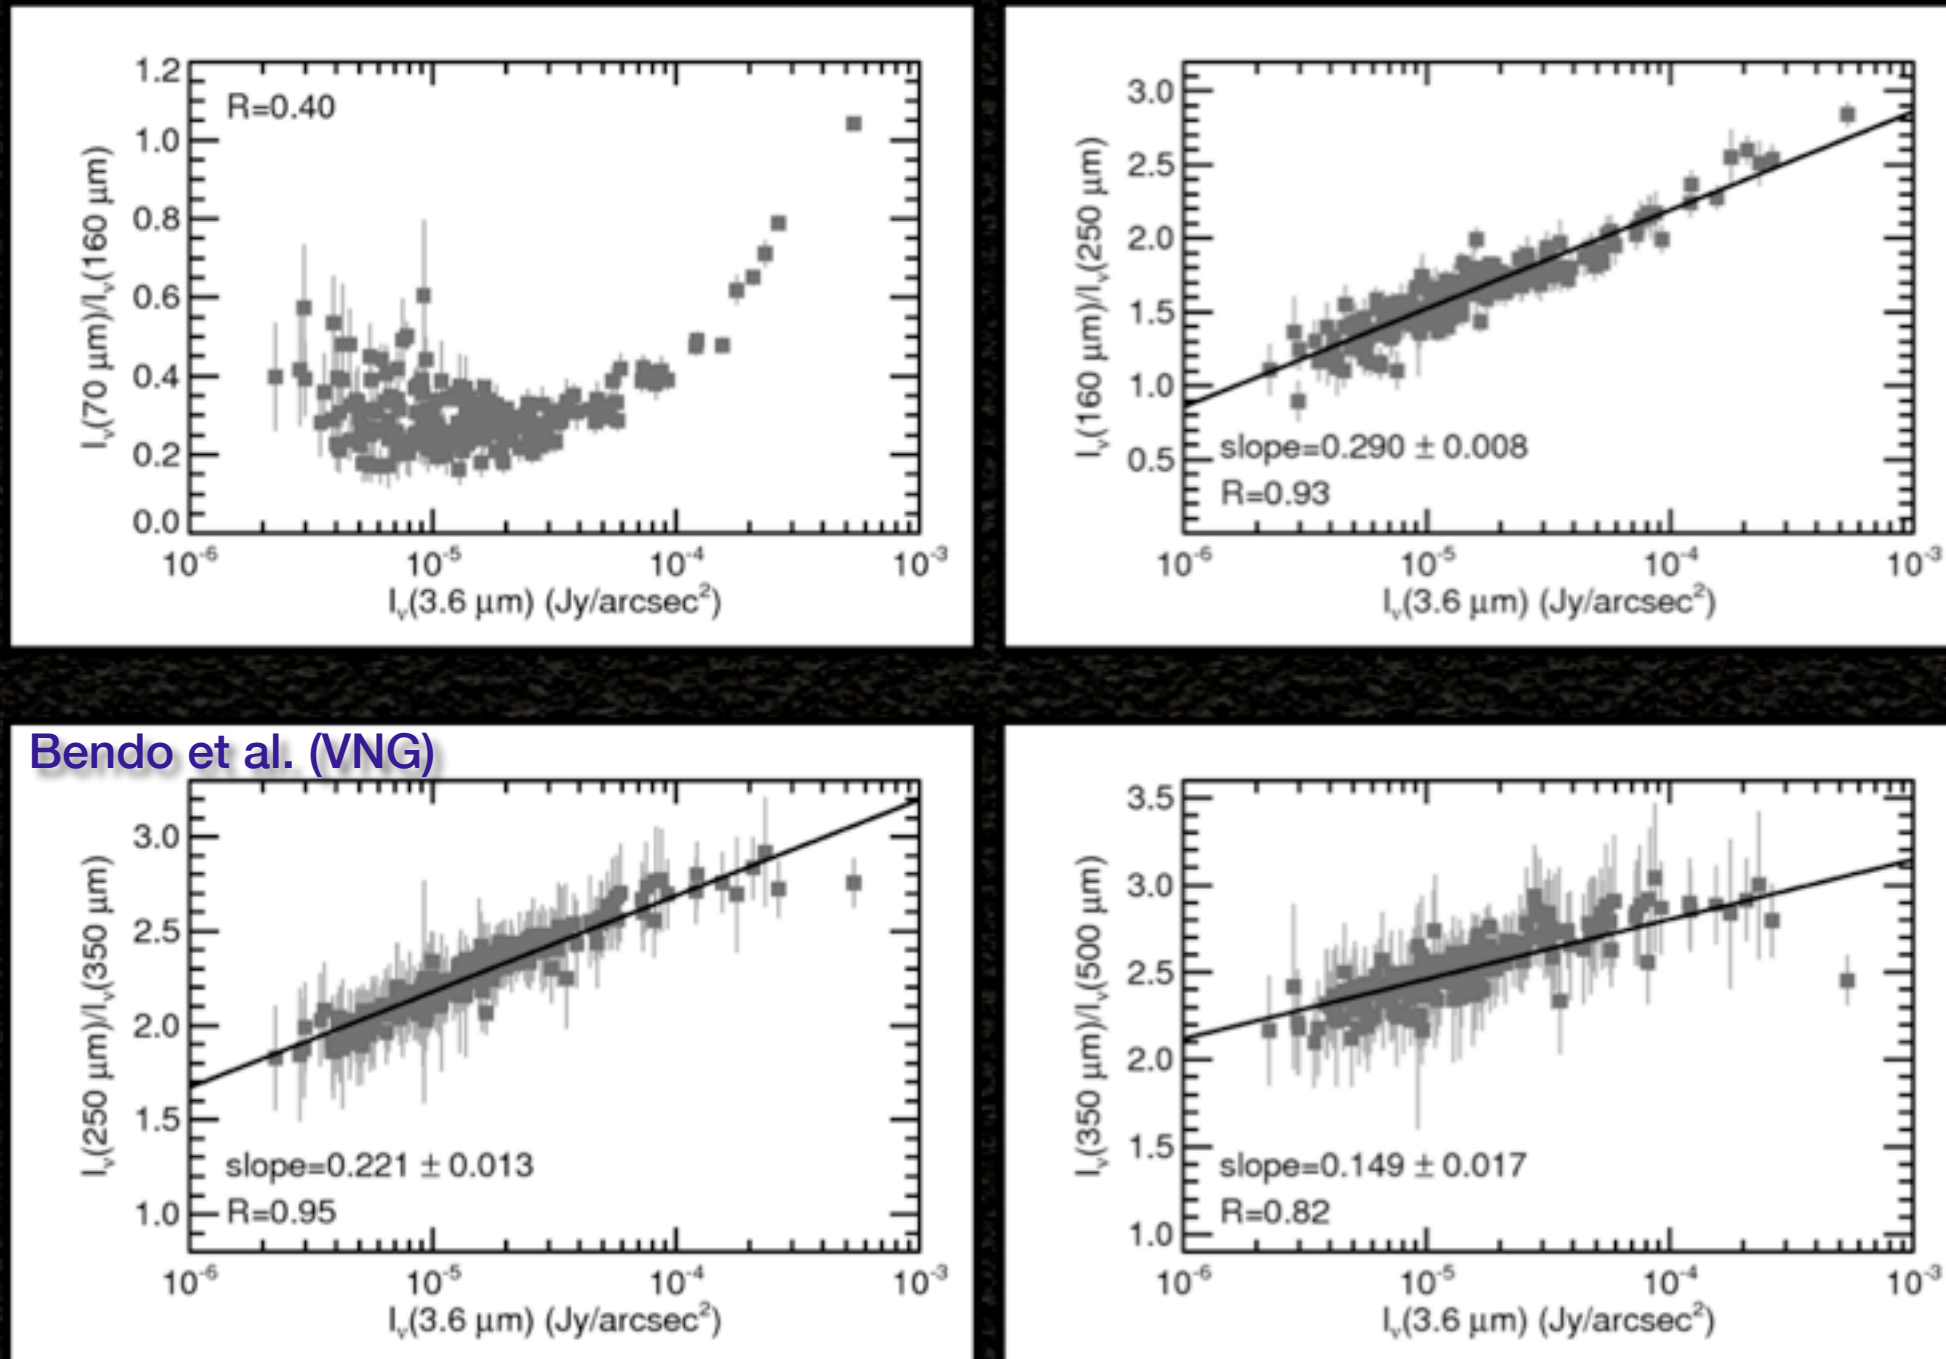 1.2
R=0.40
1.0
0.8
0.6
0.4
0.2
0.0
Iν(70 μm)/Iν(160 μm)
10⁻⁶ 10⁻⁵ 10⁻⁴ 10⁻³
Iν(3.6 μm) (Jy/arcsec²)
3.0
2.5
2.0
1.5
1.0
0.5
Iν(160 μm)/Iν(250 μm)
slope=0.290 ± 0.008
R=0.93
10⁻⁶ 10⁻⁵ 10⁻⁴ 10⁻³
Iν(3.6 μm) (Jy/arcsec²)
Bendo et al. (VNG)
3.0
2.5
2.0
1.5
1.0
Iν(250 μm)/Iν(350 μm)
slope=0.221 ± 0.013
R=0.95
10⁻⁶ 10⁻⁵ 10⁻⁴ 10⁻³
Iν(3.6 μm) (Jy/arcsec²)
3.5
3.0
2.5
2.0
1.5
1.0
Iν(350 μm)/Iν(500 μm)
slope=0.149 ± 0.017
R=0.82
10⁻⁶ 10⁻⁵ 10⁻⁴ 10⁻³
Iν(3.6 μm) (Jy/arcsec²)